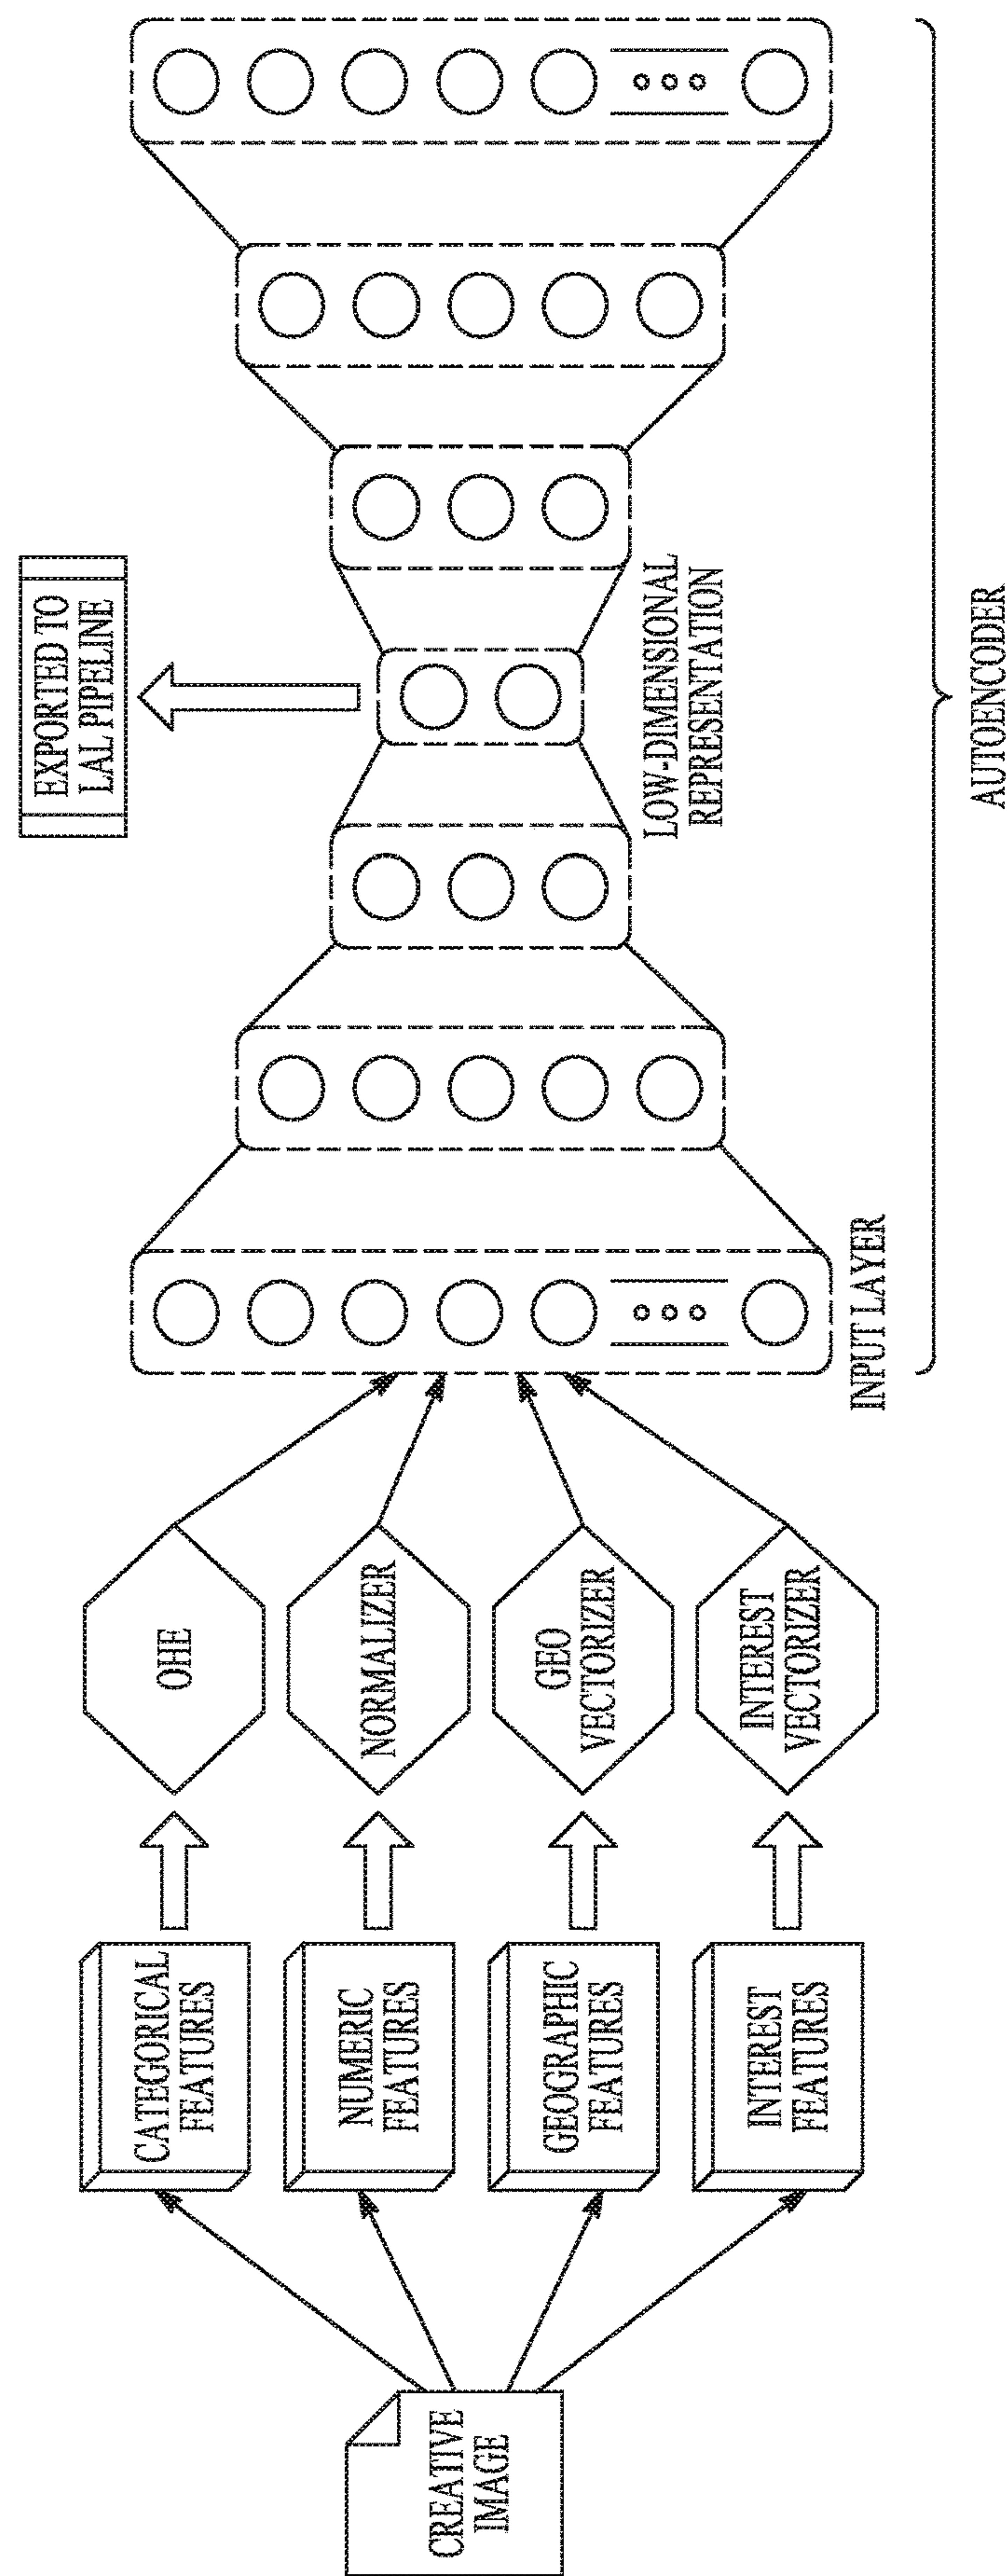 CREATIVE
IMAGE
CATEGORICAL
FEATURES
NUMERIC
FEATURES
GEOGRAPHIC
FEATURES
INTEREST
FEATURES
OHE
NORMALIZER
GEO
VECTORIZER
INTEREST
VECTORIZER
INPUT LAYER
EXPORTED TO
LAL PIPELINE
LOW-DIMENSIONAL
REPRESENTATION
AUTOENCODER